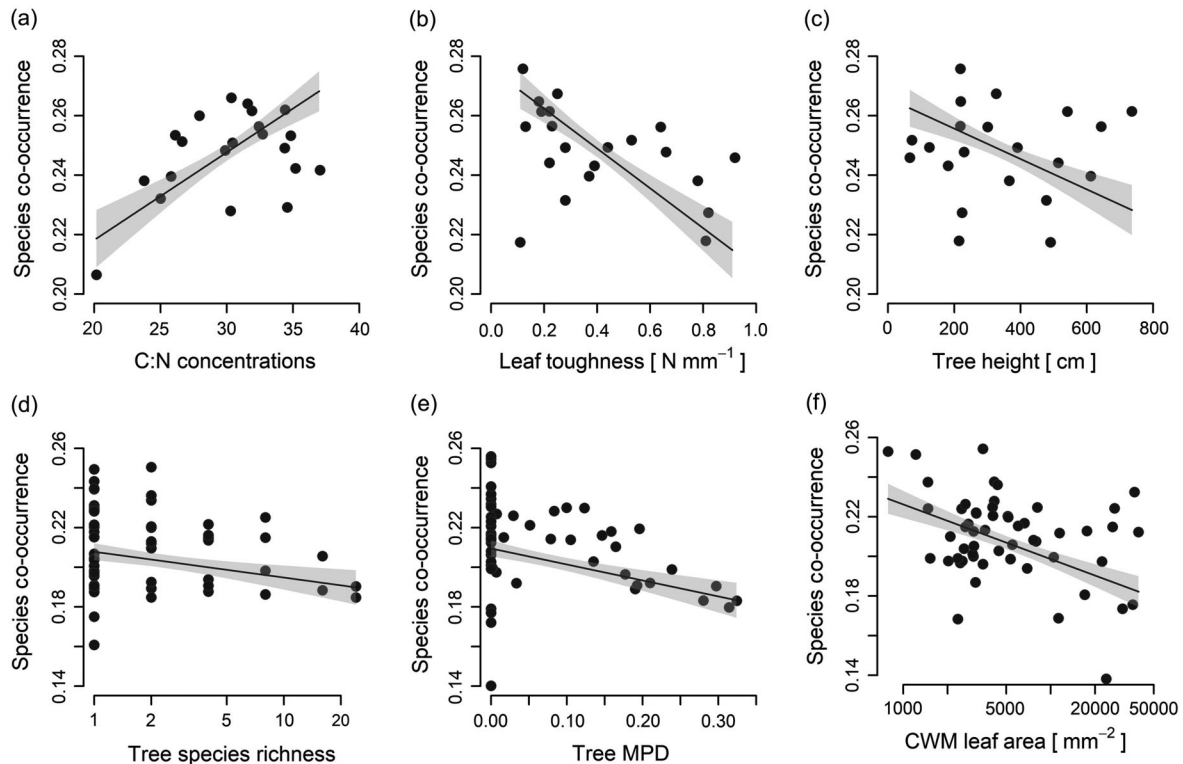 (a)
(b)
(c)
Species co-occurrence
0.28
0.26
0.24
0.22
0.20
20 25 30 35 40
C:N concentrations
Species co-occurrence
0.28
0.26
0.24
0.22
0.20
0.0 0.2 0.4 0.6 0.8 1.0
Leaf toughness [ N mm⁻¹ ]
Species co-occurrence
0.28
0.26
0.24
0.22
0.20
0 200 400 600 800
Tree height [ cm ]
(d)
(e)
(f)
Species co-occurrence
0.26
0.22
0.18
0.14
1 2 5 10 20
Tree species richness
Species co-occurrence
0.26
0.22
0.18
0.14
0.00 0.10 0.20 0.30
Tree MPD
Species co-occurrence
0.26
0.22
0.18
0.14
1000 5000 20000 50000
CWM leaf area [ mm⁻² ]